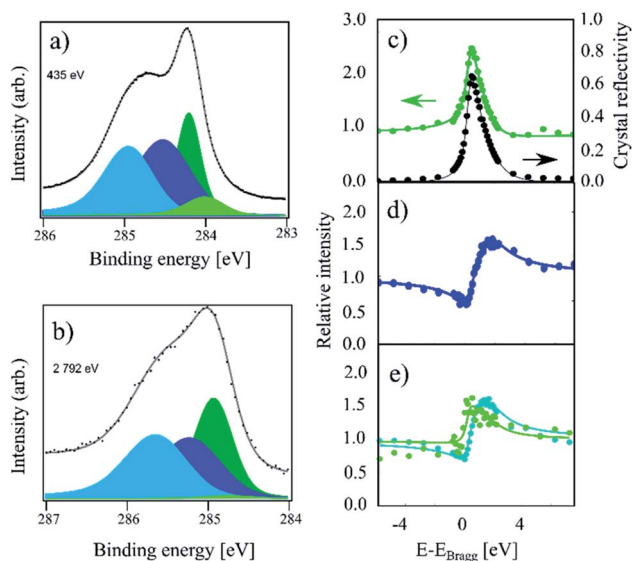 a)
435 eV
Intensity (arb.)
286 285 284 283
Binding energy [eV]
b)
2 792 eV
Intensity (arb.)
287 286 285 284
Binding energy [eV]
c)
3.0
2.0
1.0
0.0
1.0
0.8
0.6
0.4
0.2
0.0
Crystal reflectivity
d)
2.0
1.5
1.0
0.5
0.0
Relative intensity
e)
2.0
1.5
1.0
0.5
0.0
-4 0 4
E-EBragg [eV]